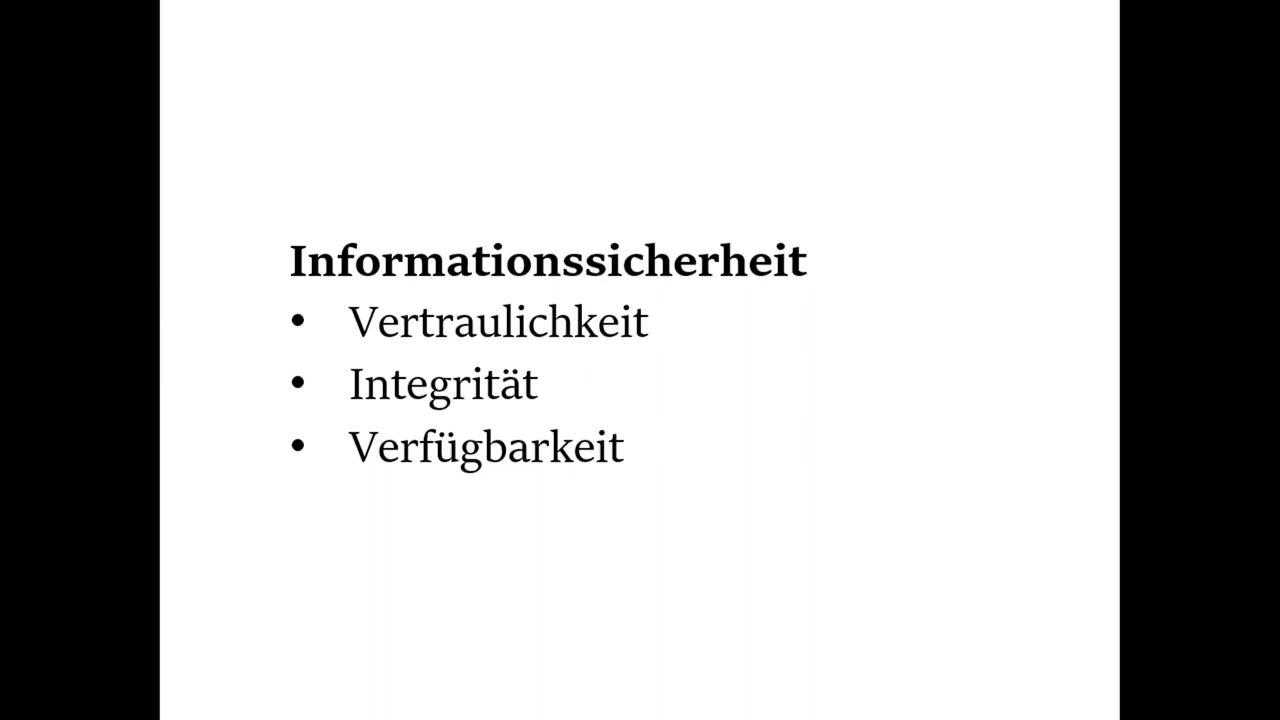 Informationssicherheit
• Vertraulichkeit
• Integrität
• Verfügbarkeit